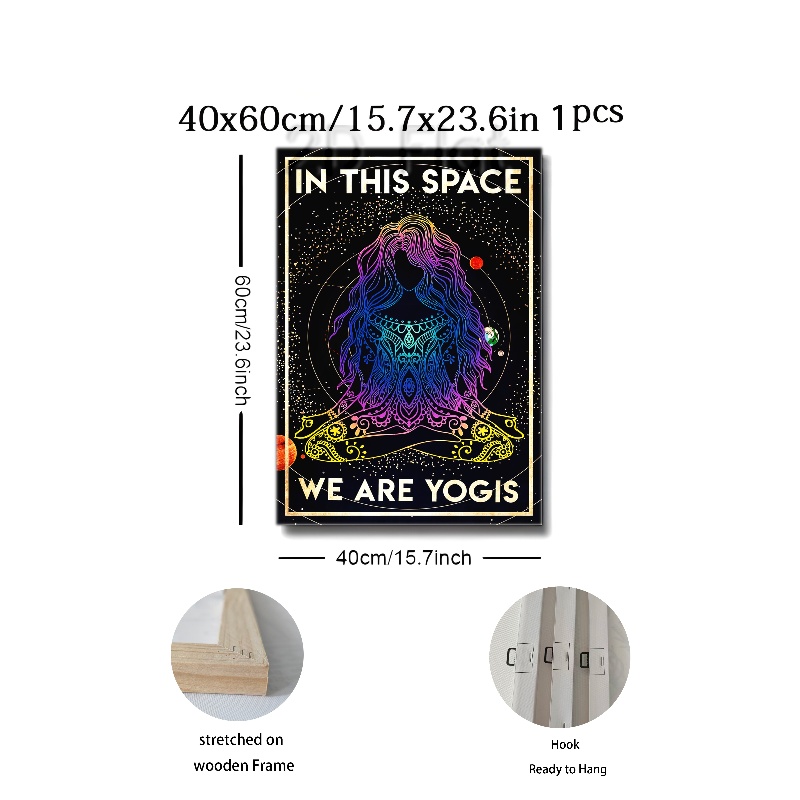 40x60cm/15.7x23.6in 1pcs
IN THIS SPACE
60cm/23.6inch
WE ARE YOGIS
40cm/15.7inch
stretched on
wooden Frame
Hook
Ready to Hang